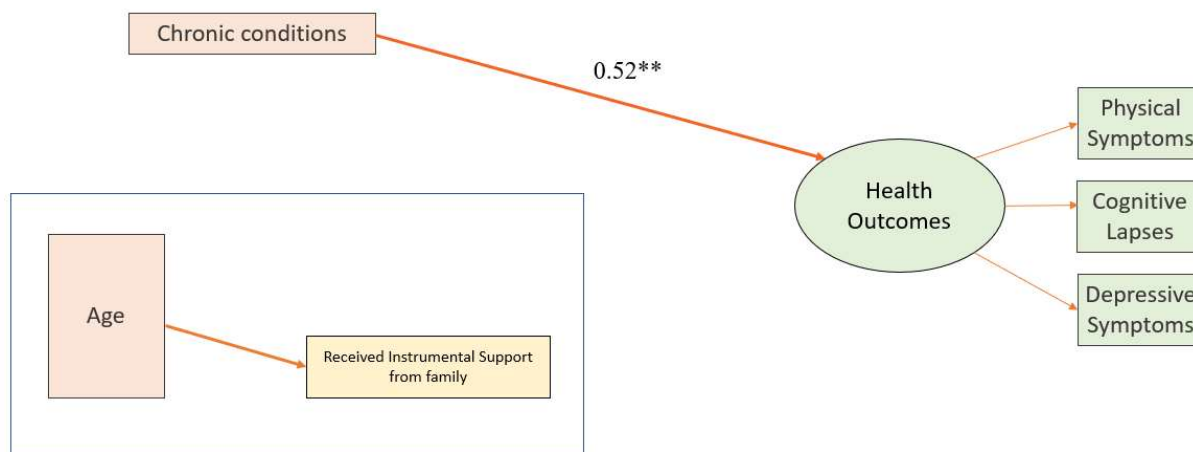 Chronic conditions
0.52**
Physical
Symptoms
Health
Outcomes
Cognitive
Lapses
Depressive
Symptoms
Age
Received Instrumental Support
from family